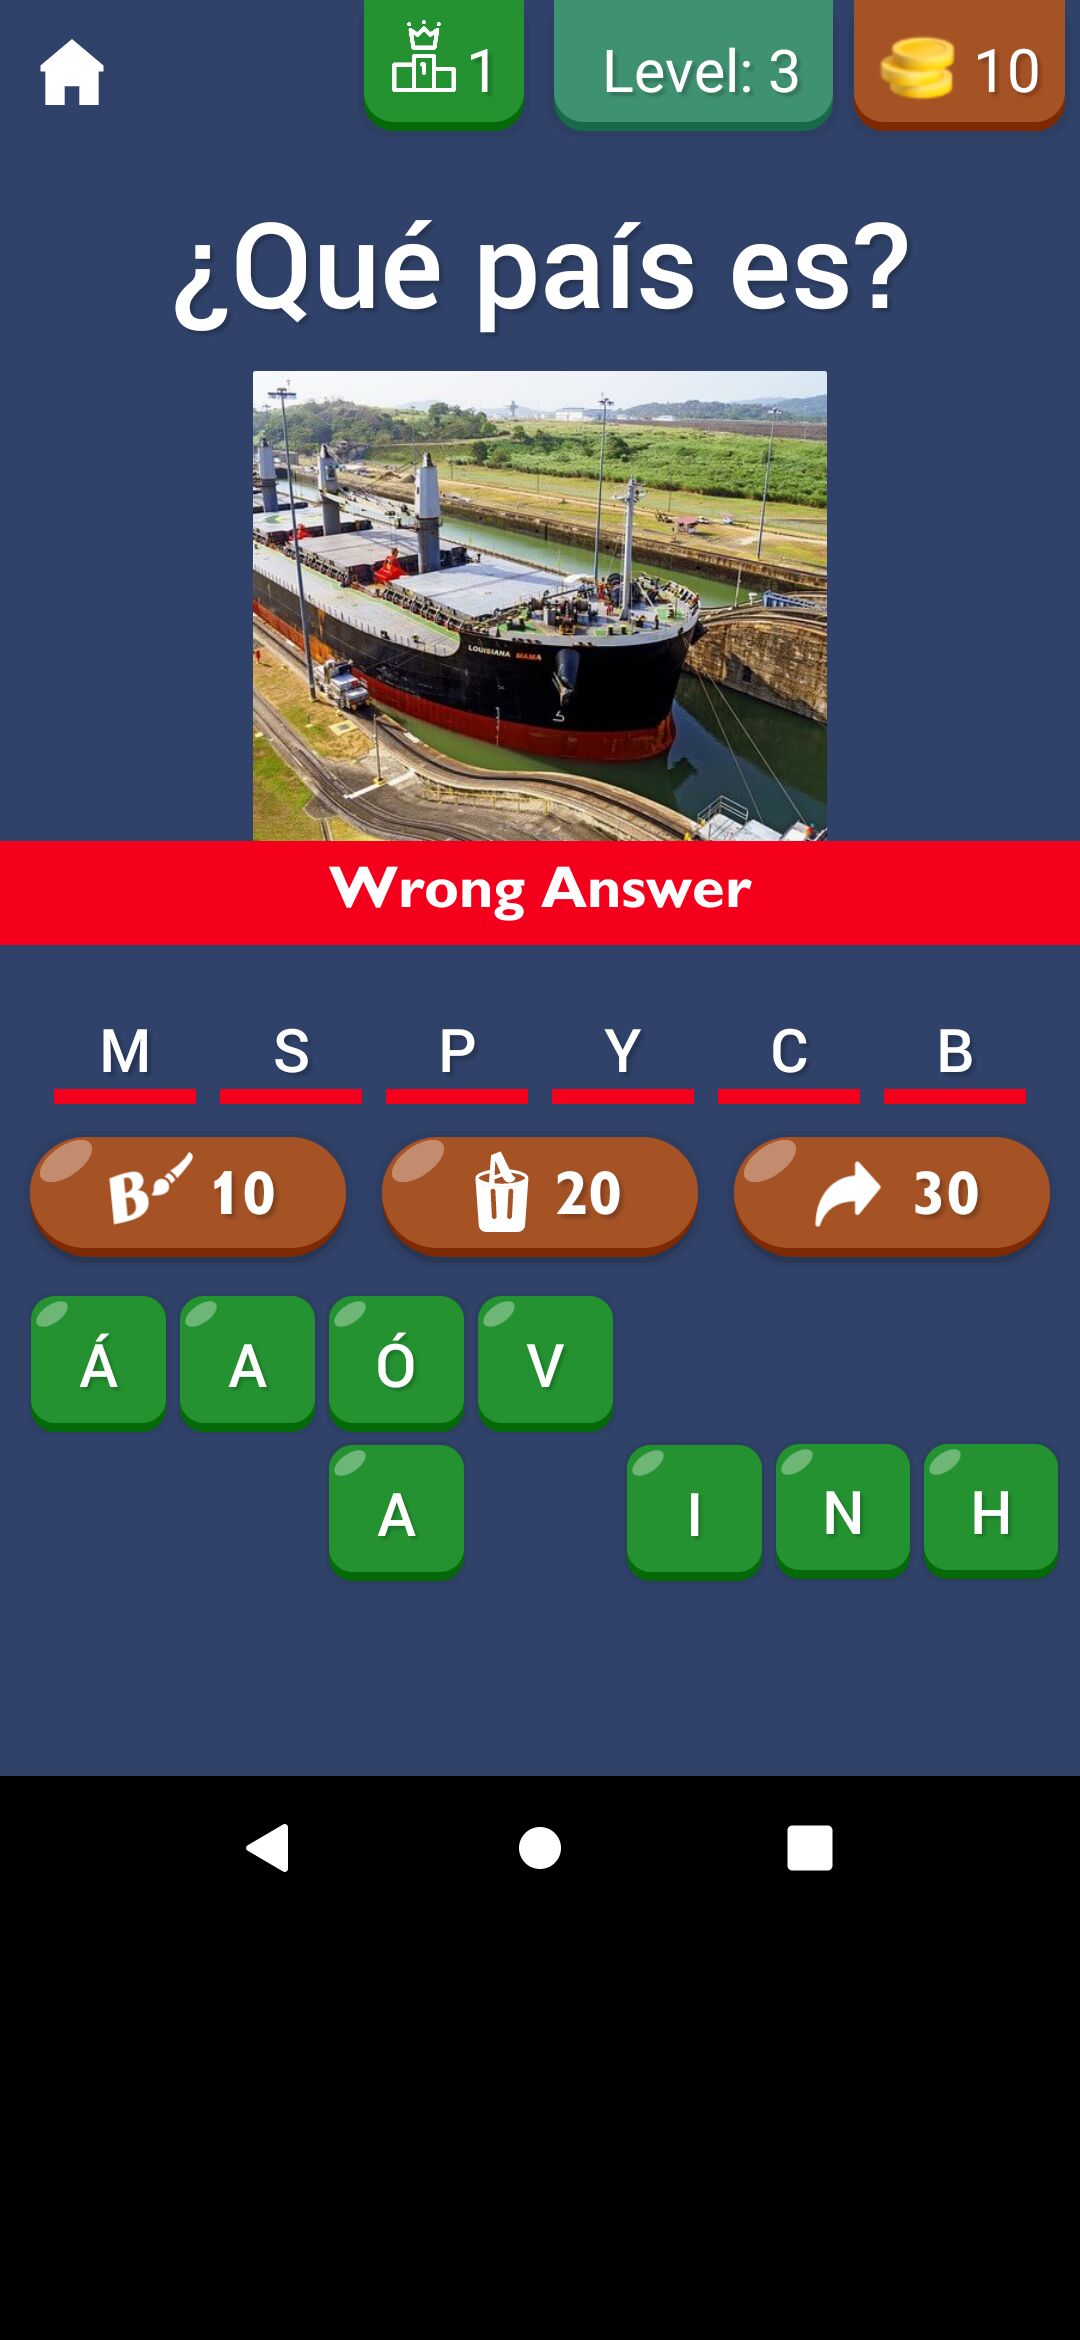 1
Level: 3
10
¿Qué país es?
LOUISIANA MAMA
Wrong Answer
M S P Y C B
B 10
20
30
Á A Ó V
A I N H